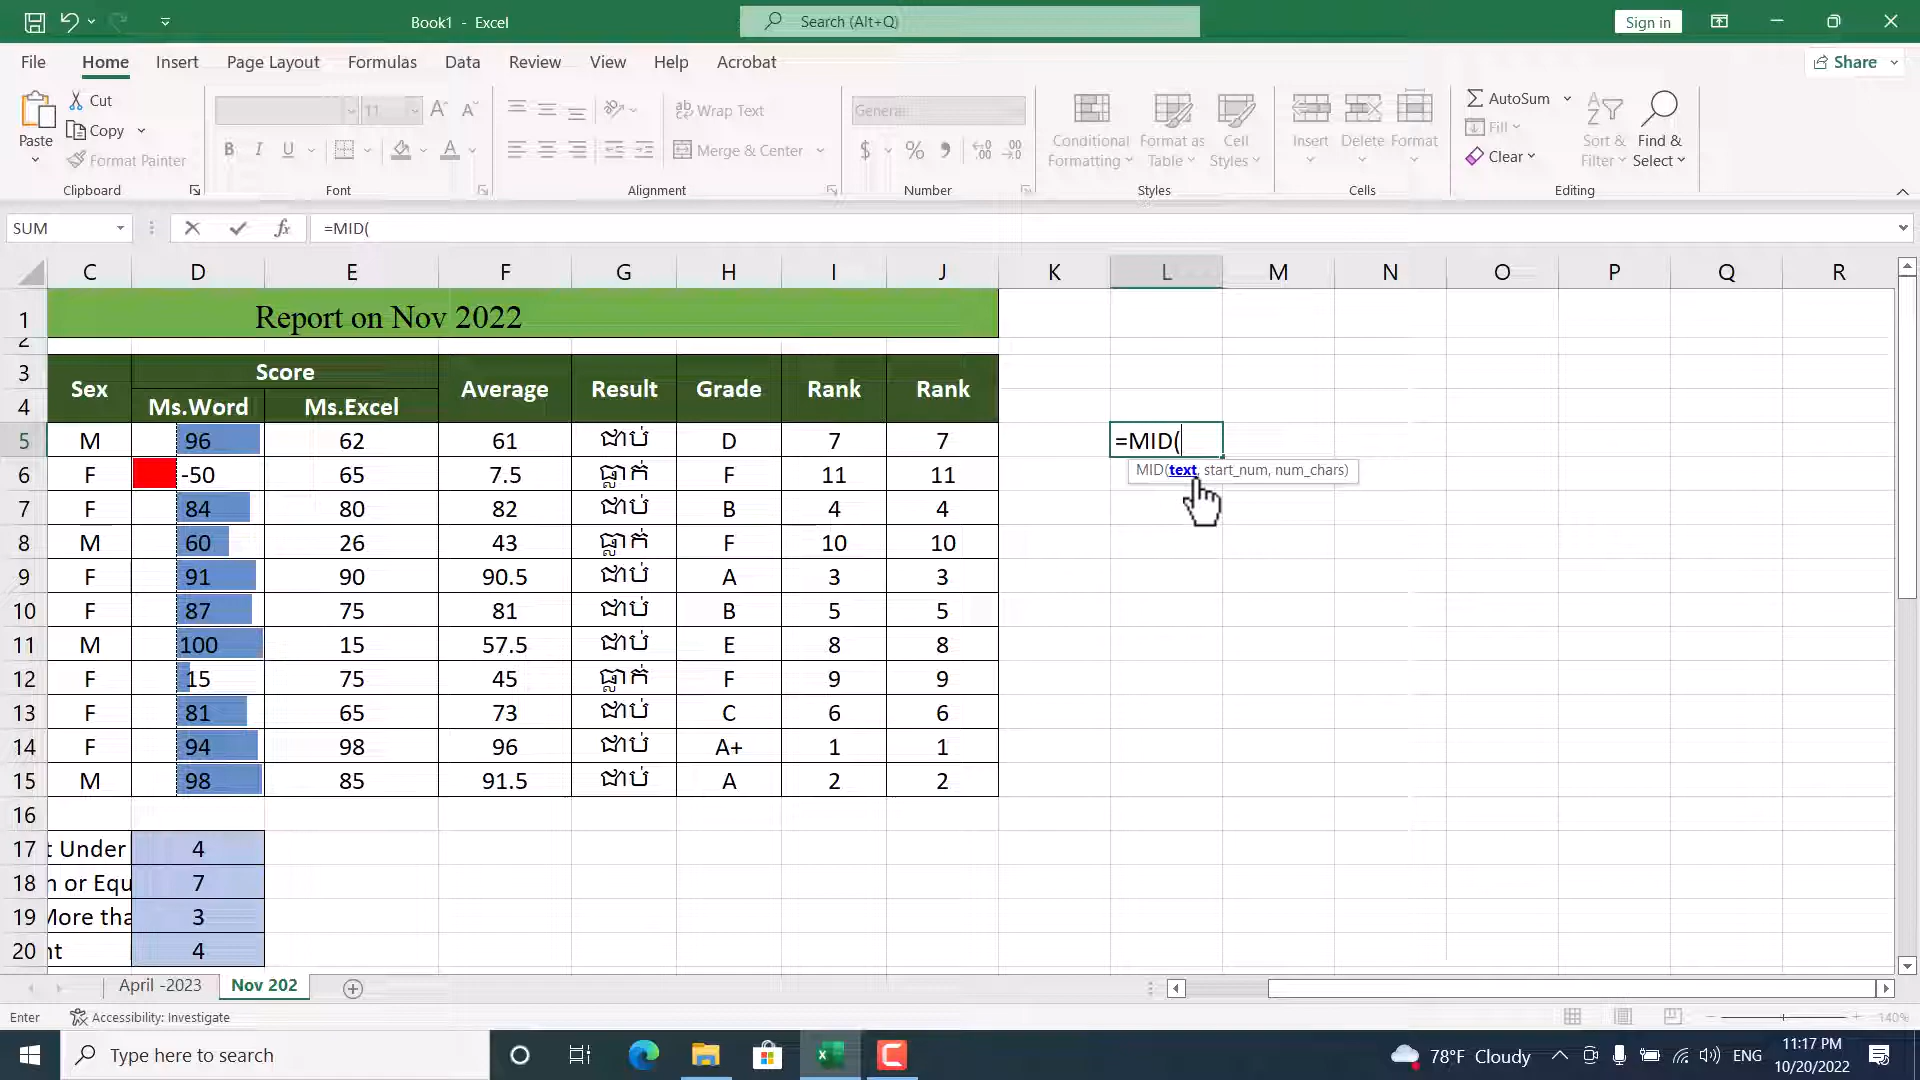 Book1 - Excel
Search (Alt+Q)
Sign in
File Home Insert Page Layout Formulas Data Review View Help Acrobat
Share
Paste
Cut
Copy
Format Painter
Clipboard
11
B I U
Font
Wrap Text
Merge & Center
Alignment
General
$ % ,
Number
Conditional Formatting
Format as Table
Cell Styles
Styles
Insert
Delete
Format
Cells
AutoSum
Fill
Clear
Sort & Filter
Find & Select
Editing
SUM
fx
=MID(
C D E F G H I J K L M N O P Q R
1 Report on Nov 2022
2
3 Sex Score Average Result Grade Rank Rank
4 Ms.Word Ms.Excel
5 M 96 62 61 ជាប់ D 7 7 =MID(
MID(text, start_num, num_chars)
6 F -50 65 7.5 ធ្លាក់ F 11 11
7 F 84 80 82 ជាប់ B 4 4
8 M 60 26 43 ធ្លាក់ F 10 10
9 F 91 90 90.5 ជាប់ A 3 3
10 F 87 75 81 ជាប់ B 5 5
11 M 100 15 57.5 ជាប់ E 8 8
12 F 15 75 45 ធ្លាក់ F 9 9
13 F 81 65 73 ជាប់ C 6 6
14 F 94 98 96 ជាប់ A+ 1 1
15 M 98 85 91.5 ជាប់ A 2 2
16
17 t Under 4
18 n or Equ 7
19 More tha 3
20 nt 4
April -2023 Nov 202
Enter Accessibility: Investigate 140%
Type here to search
78°F Cloudy ENG
11:17 PM
10/20/2022